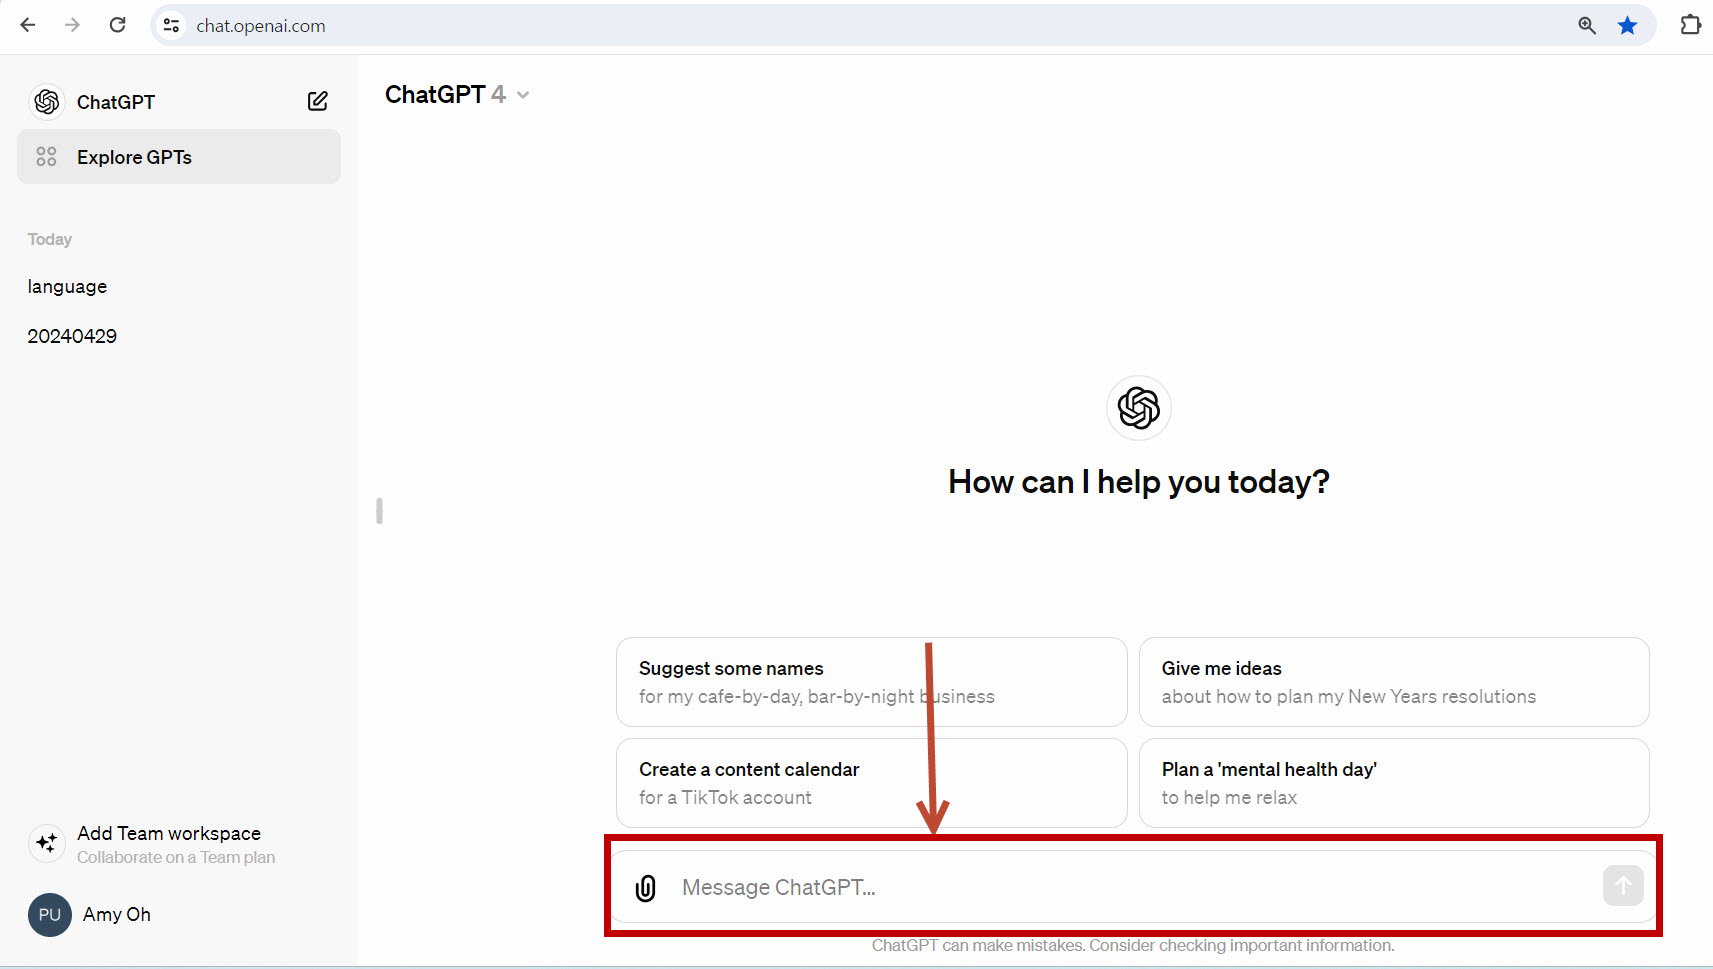 chat.openai.com
ChatGPT
Explore GPTs
Today
language
20240429
Add Team workspace
Collaborate on a Team plan
PU
Amy Oh
ChatGPT 4
How can I help you today?
Suggest some names
for my cafe-by-day, bar-by-night business
Give me ideas
about how to plan my New Years resolutions
Create a content calendar
for a TikTok account
Plan a 'mental health day'
to help me relax
Message ChatGPT...
ChatGPT can make mistakes. Consider checking important information.